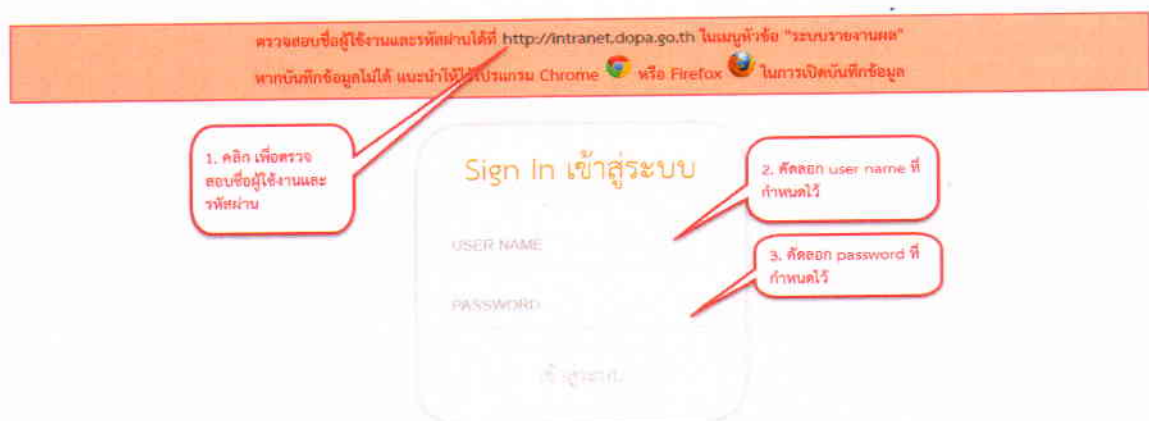 ตรวจสอบชื่อผู้ใช้งานและรหัสผ่านได้ที่ http://intranet.dopa.go.th ในเมนูหัวข้อ "ระบบรายงานผล"
หากบันทึกข้อมูลไม่ได้ แนะนำให้ใช้โปรแกรม Chrome หรือ Firefox ในการเปิดบันทึกข้อมูล
1. คลิก เพื่อตรวจ
สอบชื่อผู้ใช้งานและ
รหัสผ่าน
Sign In เข้าสู่ระบบ
2. คัดลอก user name ที่
กำหนดไว้
USER NAME
3. คัดลอก password ที่
กำหนดไว้
PASSWORD
เข้าสู่ระบบ